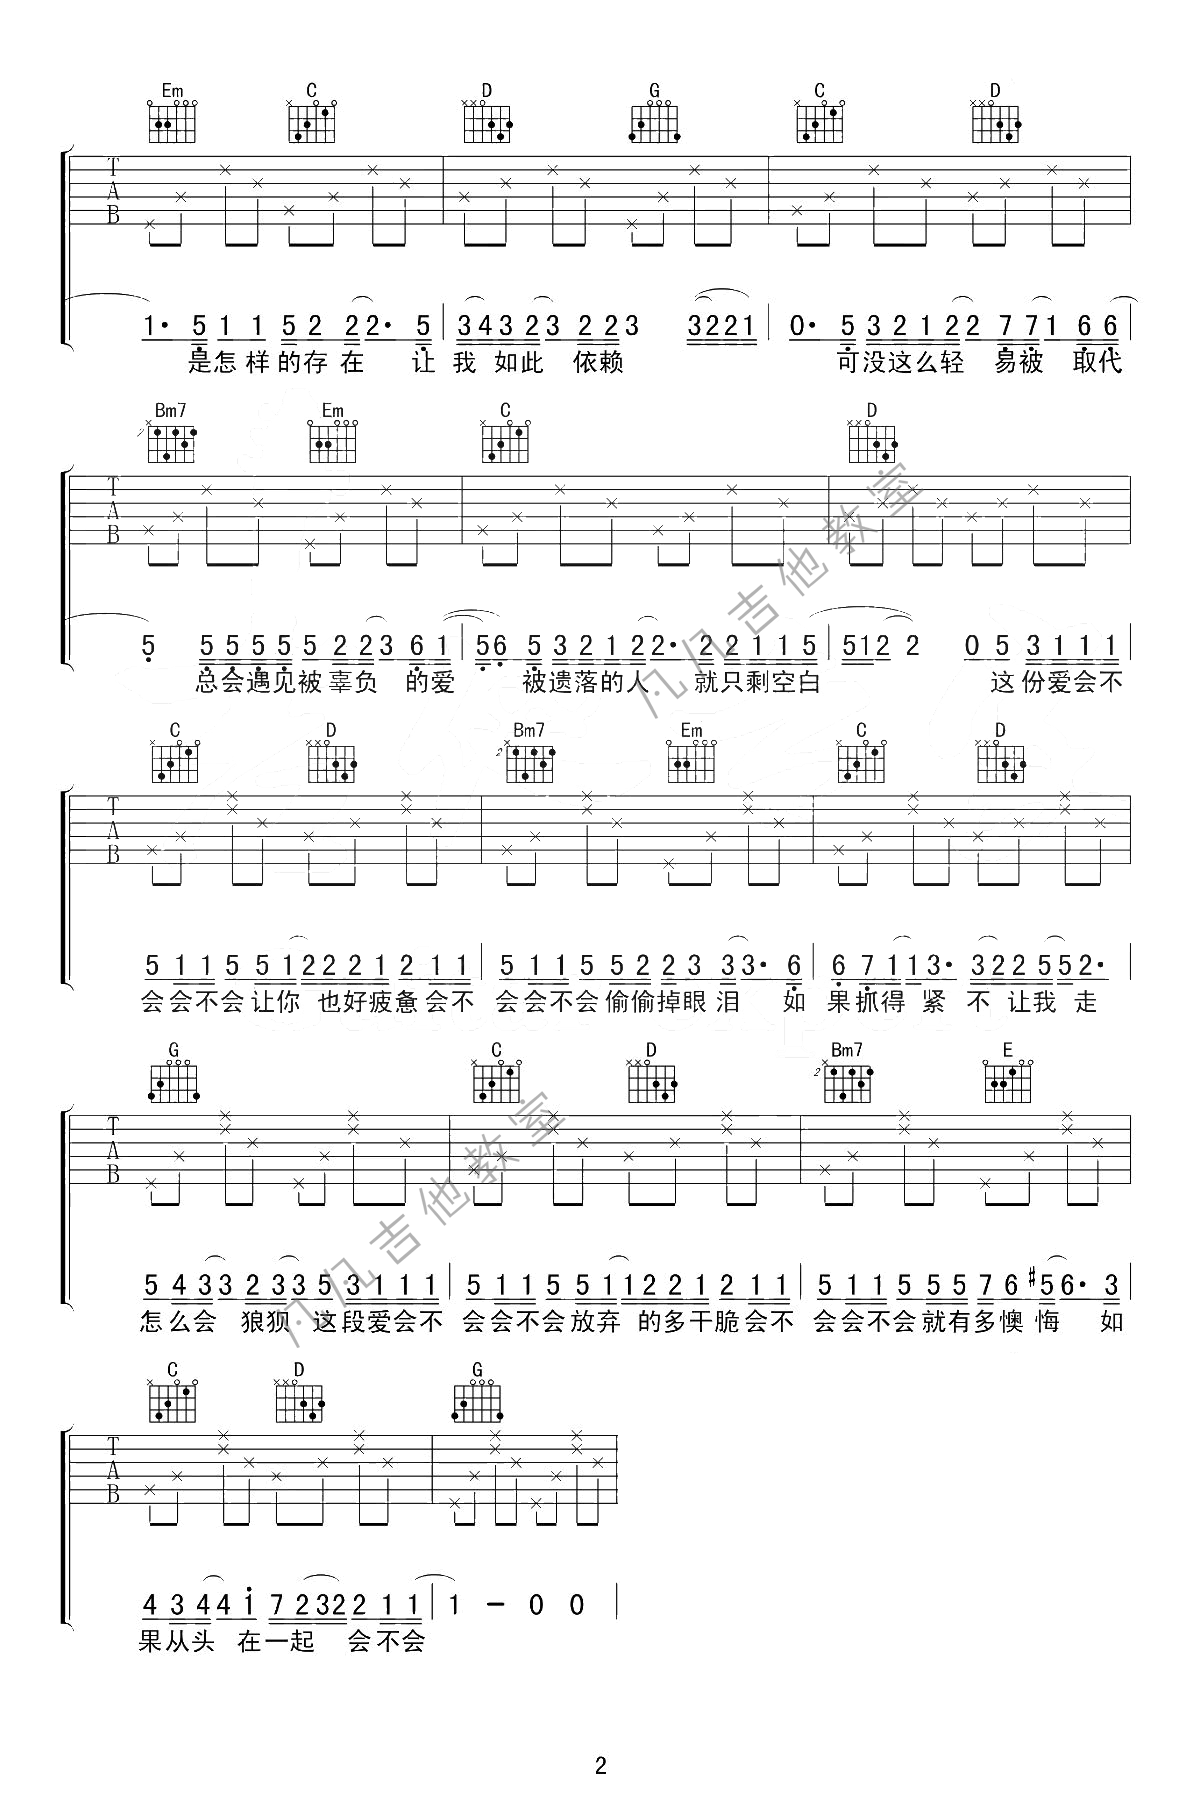 Em C D G C D
T
A
B
1· 5 1 1 5 2 2 2· 5 | 3 4 3 2 3 2 2 3 3 2 2 1 | 0· 5 3 2 1 2 2 7 7 1 6 6 |
是怎样的存在 让 我 如此 依赖 可没这么轻 易被 取代
Bm7 Em C D
T
A
B
5 5 5 5 5 5 2 2 3 6 1 | 5 6 5 3 2 1 2 2· 2 2 1 1 5 | 5 1 2 2 0 5 3 1 1 1 |
总会遇见被辜负 的爱 被遗落的人 就只剩空白 这份爱会不
C D Bm7 Em C D
2
T
A
B
5 1 1 5 5 1 2 2 2 1 2 1 1 | 5 1 1 5 5 2 2 3 3 3· 6 | 6 7 1 1 3· 3 2 2 5 5 2· |
会会不会让你 也好疲惫会不 会会不会偷偷掉眼泪 如 果抓得 紧 不 让我 走
G C D Bm7 E
2
T
A
B
5 4 3 3 2 3 3 5 3 1 1 1 | 5 1 1 5 5 1 1 2 2 1 2 1 1 | 5 1 1 5 5 5 7 6 #5 6· 3 |
怎么会 狼狈 这段爱会不 会会不会放弃 的多干脆会不 会会不会就有多懊悔 如
C D G
T
A
B
4 3 4 4 1 7 2 3 2 2 1 1 | 1 - 0 0 |
果从头 在一起 会不会
凡凡吉他教室
凡凡吉他教室
2